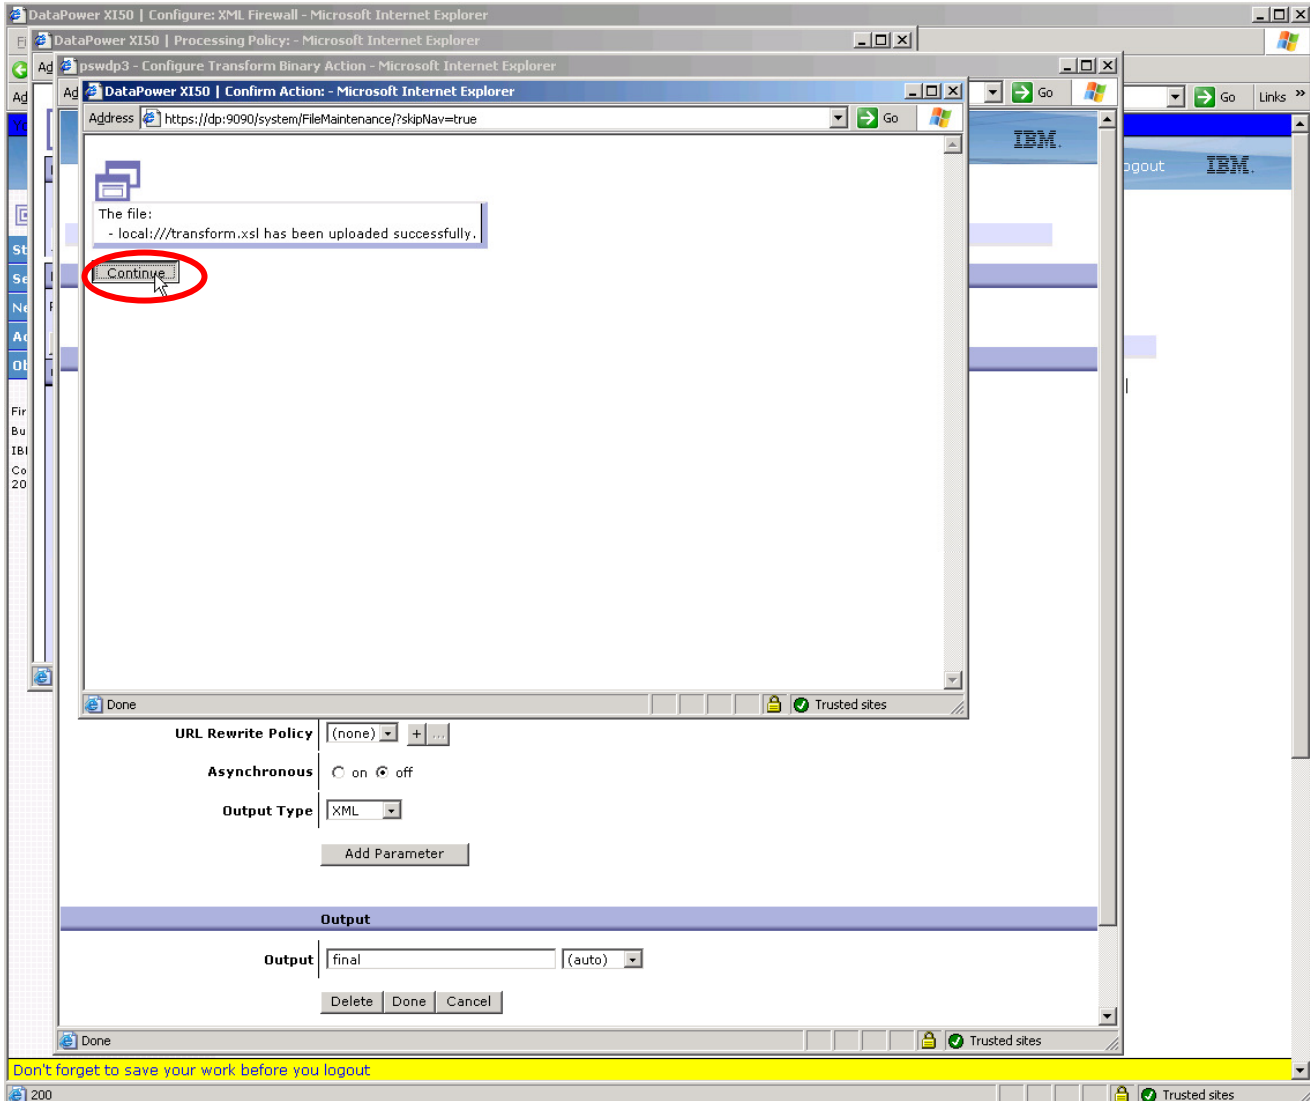 DataPower XI50 | Configure: XML Firewall - Microsoft Internet Explorer
DataPower XI50 | Processing Policy: - Microsoft Internet Explorer
pswdp3 - Configure Transform Binary Action - Microsoft Internet Explorer
DataPower XI50 | Confirm Action: - Microsoft Internet Explorer
Go
Address https://dp:9090/system/FileMaintenance/?skipNav=true Go
Go Links »
IBM.
IBM.
The file:
- local:///transform.xsl has been uploaded successfully.
Continue
Done Trusted sites
URL Rewrite Policy (none) + ...
Asynchronous on off
Output Type XML
Add Parameter
Output
Output final (auto)
Delete Done Cancel
Done Trusted sites
Don't forget to save your work before you logout
200 Trusted sites